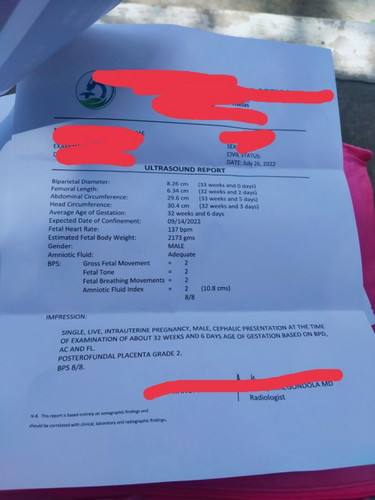 CIVIL STATUS:
DATE: July 26, 2022
ULTRASOUND REPORT
Biparietal Diameter: 8.26 cm (33 weeks and 0 days)
Femoral Length: 6.34 cm (32 weeks and 2 days)
Abdominal Circumference: 29.6 cm (33 weeks and 5 days)
Head Circumference: 30.4 cm (32 weeks and 3 days)
Average Age of Gestation: 32 weeks and 6 days
Expected Date of Confinement: 09/14/2022
Fetal Heart Rate: 137 bpm
Estimated Fetal Body Weight: 2173 gms
Gender: MALE
Amniotic Fluid: Adequate
BPS: Gross Fetal Movement = 2
Fetal Tone = 2
Fetal Breathing Movements = 2
Amniotic Fluid Index = 2 (10.8 cms)
8/8
IMPRESSION:
SINGLE, LIVE, INTRAUTERINE PREGNANCY, MALE, CEPHALIC PRESENTATION AT THE TIME
OF EXAMINATION OF ABOUT 32 WEEKS AND 6 DAYS AGE OF GESTATION BASED ON BPD,
AC AND FL.
POSTEROFUNDAL PLACENTA GRADE 2.
BPS 8/8.
MD
Radiologist
N.B. This report is based entirely on sonographic findings and
should be correlated with clinical, laboratory and radiographic findings.